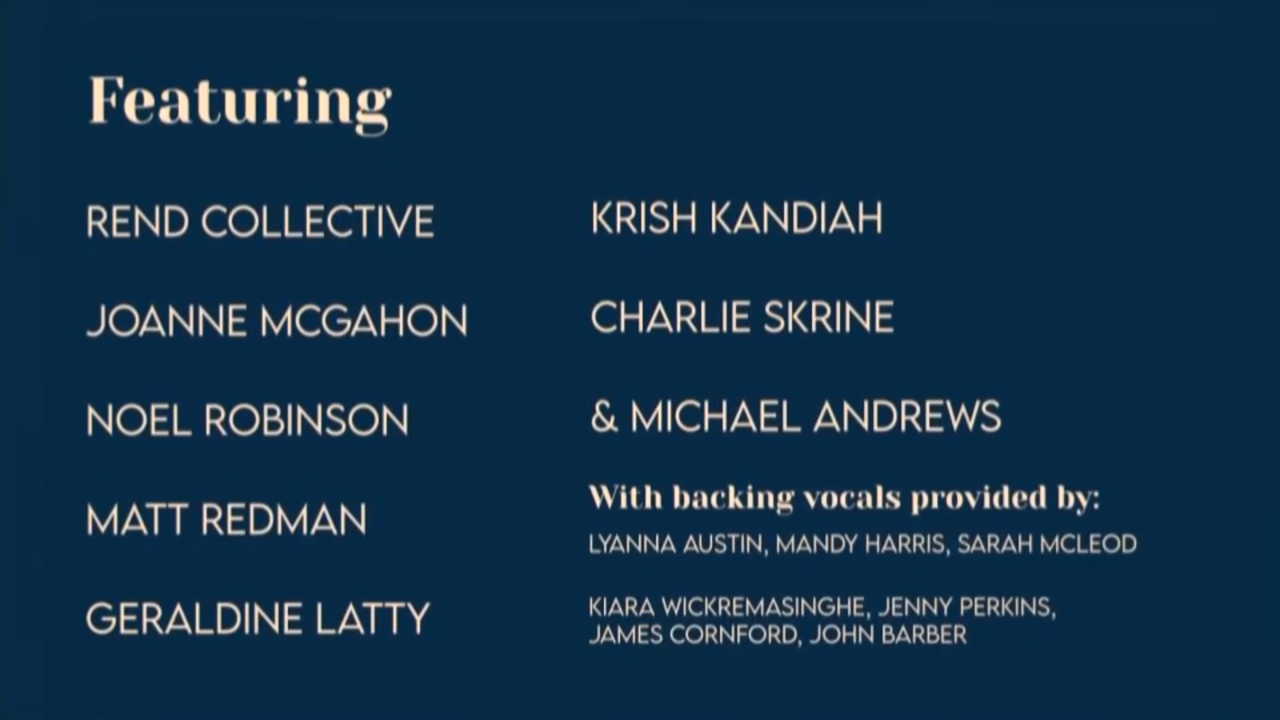 Featuring
REND COLLECTIVE
JOANNE MCGAHON
NOEL ROBINSON
MATT REDMAN
GERALDINE LATTY
KRISH KANDIAH
CHARLIE SKRINE
& MICHAEL ANDREWS
With backing vocals provided by:
LYANNA AUSTIN, MANDY HARRIS, SARAH MCLEOD
KIARA WICKREMASINGHE, JENNY PERKINS,
JAMES CORNFORD, JOHN BARBER